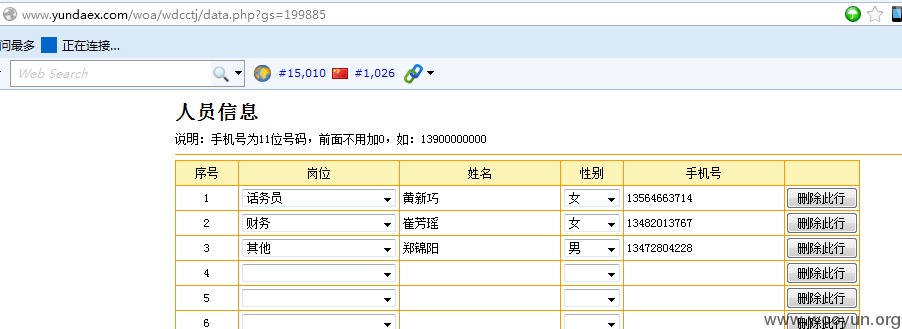 www.yundaex.com/woa/wdcctj/data.php?gs=199885
问最多 正在连接...
Web Search #15,010 #1,026
人员信息
说明：手机号为11位号码，前面不用加0，如：13900000000
序号 岗位 姓名 性别 手机号
1 话务员 黄新巧 女 13564663714 删除此行
2 财务 崔芳瑶 女 13482013767 删除此行
3 其他 郑锦阳 男 13472804228 删除此行
4 删除此行
5 删除此行
6 删除此行
www.wooyun.org